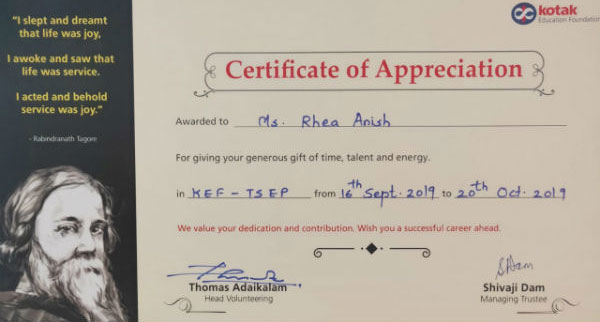 "I slept and dreamt
that life was joy,
I awoke and saw that
life was service.
I acted and behold
service was joy."
- Rabindranath Tagore
kotak
Education Foundation
Certificate of Appreciation
Awarded to Ms. Rhea Anish
For giving your generous gift of time, talent and energy.
in KEF - TSEP from 16th Sept. 2019 to 20th Oct. 2019
We value your dedication and contribution. Wish you a successful career ahead.
SDam
Thomas Adaikalam
Head Volunteering
Shivaji Dam
Managing Trustee